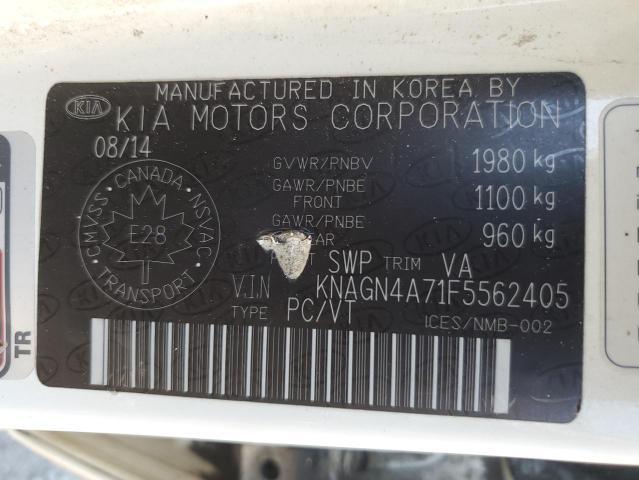 MANUFACTURED IN KOREA BY
KIA KIA MOTORS CORPORATION
08/14
GVWR/PNBV 1980 kg
GAWR/PNBE
FRONT 1100 kg
GAWR/PNBE
960 kg
CANADA
CMVSS NSVAC
E28
TRANSPORT
SWP TRIM VA
V.I.N KNAGN4A71F5562405
TYPE PC/VT ICES/NMB-002
TR